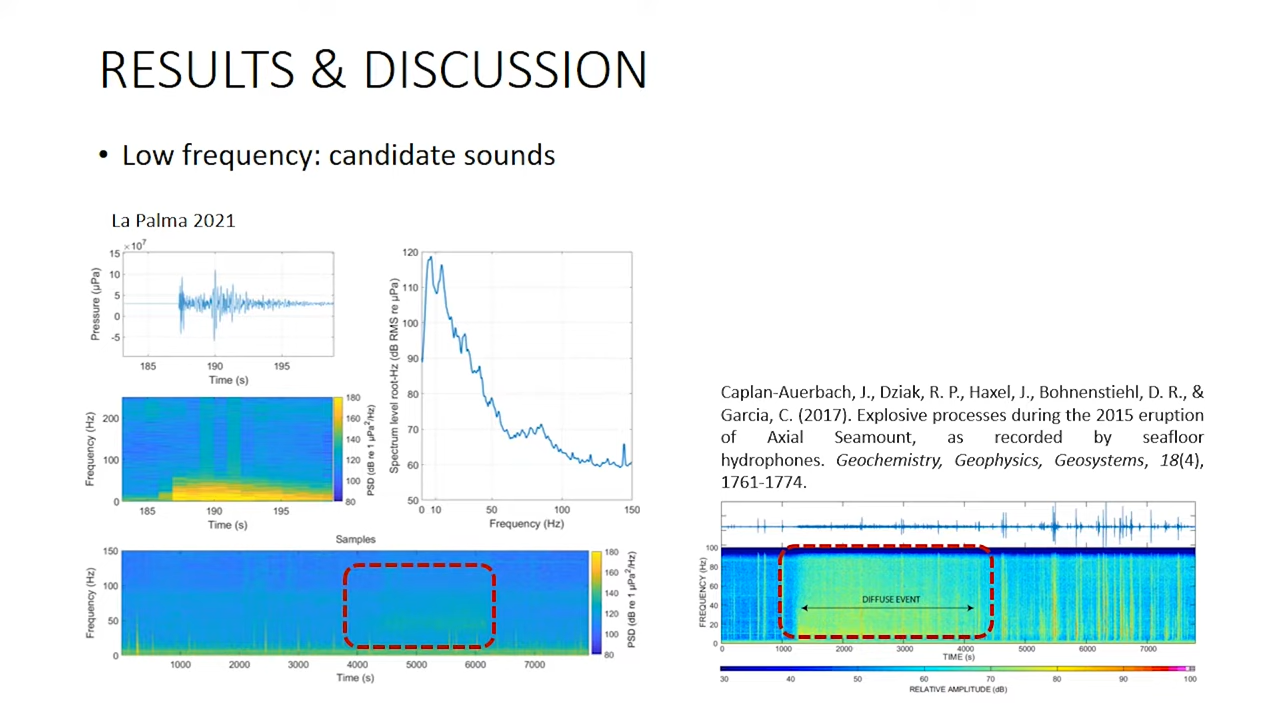 RESULTS & DISCUSSION
• Low frequency: candidate sounds
La Palma 2021
×10⁷
15
10
5
0
-5
Pressure (μPa)
185 190 195
Time (s)
200
100
0
Frequency (Hz)
185 190 195
Time (s)
180
160
140
120
100
80
PSD (dB re 1 μPa²/Hz)
120
110
100
90
80
70
60
50
Spectrum level root-Hz (dB RMS re μPa)
0 10 50 100 150
Frequency (Hz)
Samples
150
100
50
0
Frequency (Hz)
1000 2000 3000 4000 5000 6000 7000
Time (s)
180
160
140
120
100
80
PSD (dB re 1 μPa²/Hz)
Caplan-Auerbach, J., Dziak, R. P., Haxel, J., Bohnenstiehl, D. R., &
Garcia, C. (2017). Explosive processes during the 2015 eruption
of Axial Seamount, as recorded by seafloor
hydrophones. Geochemistry, Geophysics, Geosystems, 18(4),
1761-1774.
100
80
60
40
20
0
FREQUENCY (Hz)
DIFFUSE EVENT
0 1000 2000 3000 4000 5000 6000 7000
TIME (s)
30 40 50 60 70 80 90 100
RELATIVE AMPLITUDE (dB)